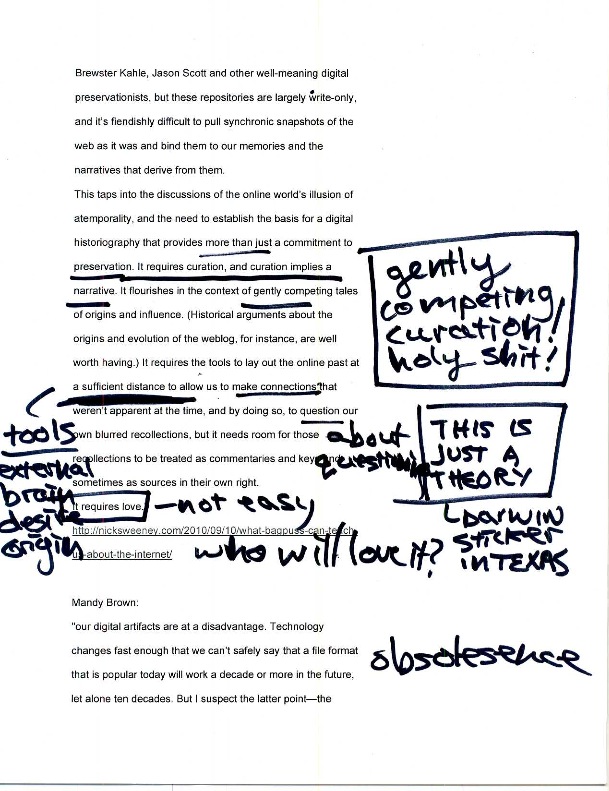 Brewster Kahle, Jason Scott and other well-meaning digital
preservationists, but these repositories are largely write-only,
and it's fiendishly difficult to pull synchronic snapshots of the
web as it was and bind them to our memories and the
narratives that derive from them.
This taps into the discussions of the online world's illusion of
atemporality, and the need to establish the basis for a digital
historiography that provides more than just a commitment to
preservation. It requires curation, and curation implies a
narrative. It flourishes in the context of gently competing tales
of origins and influence. (Historical arguments about the
origins and evolution of the weblog, for instance, are well
worth having.) It requires the tools to lay out the online past at
a sufficient distance to allow us to make connections that
weren't apparent at the time, and by doing so, to question our
own blurred recollections, but it needs room for those
recollections to be treated as commentaries and
sometimes as sources in their own right.
It requires love.
http://nicksweeney.com/2010/09/10/what-bagpuss-can-teach-
us-about-the-internet/
gently
competing
curation!
holy shit!
tools
external
brain
desire
origin
about
question
THIS IS
JUST A
THEORY
DARWIN
STICKER
IN TEXAS
—not easy
who will love it?
Mandy Brown:
"our digital artifacts are at a disadvantage. Technology
changes fast enough that we can't safely say that a file format
that is popular today will work a decade or more in the future,
let alone ten decades. But I suspect the latter point—the
obsolesence